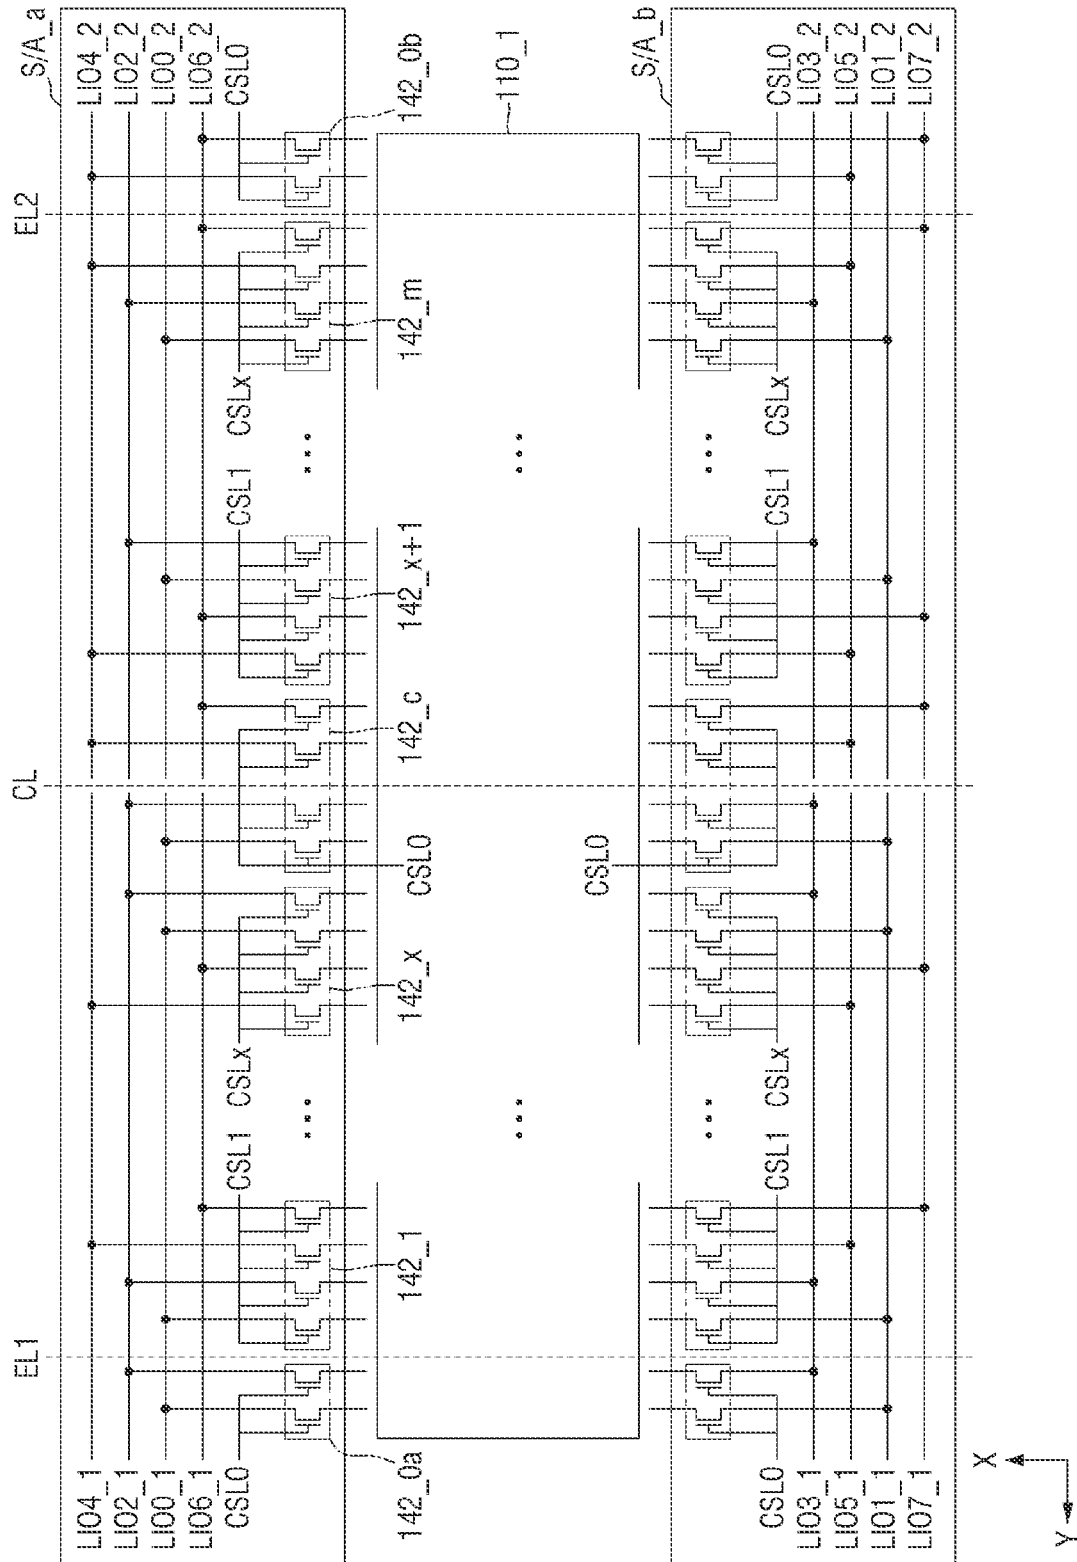 EL1
CL
EL2
S/A_a
LIO4_1
LIO2_1
LIO0_1
LIO6_1
CSL0
LIO4_2
LIO2_2
LIO0_2
LIO6_2
CSL0
CSL1
CSLx
CSL1
CSLx
142_0a
142_1
142_x
CSL0
142_c
142_x+1
142_m
142_0b
110_1
S/A_b
CSL0
CSL0
CSL1
CSLx
CSL1
CSLx
CSL0
LIO3_1
LIO5_1
LIO1_1
LIO7_1
LIO3_2
LIO5_2
LIO1_2
LIO7_2
X
Y